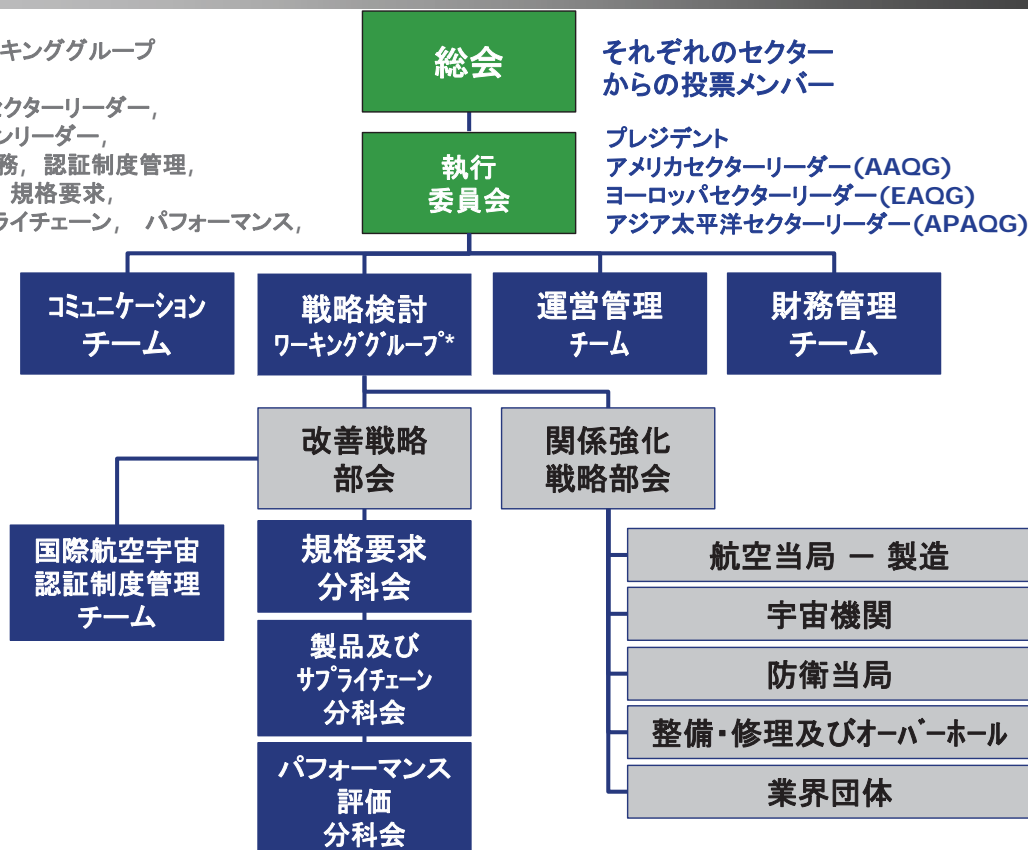 キンググループ
セクターリーダー,
ンリーダー,
務, 認証制度管理,
規格要求,
ライチェーン, パフォーマンス,
総会
それぞれのセクター
からの投票メンバー
執行
委員会
プレジデント
アメリカセクターリーダー(AAQG)
ヨーロッパセクターリーダー(EAQG)
アジア太平洋セクターリーダー(APAQG)
コミュニケーション
チーム
戦略検討
ワーキンググループ*
運営管理
チーム
財務管理
チーム
改善戦略
部会
関係強化
戦略部会
国際航空宇宙
認証制度管理
チーム
規格要求
分科会
製品及び
サプライチェーン
分科会
パフォーマンス
評価
分科会
航空当局 － 製造
宇宙機関
防衛当局
整備・修理及びオーバーホール
業界団体